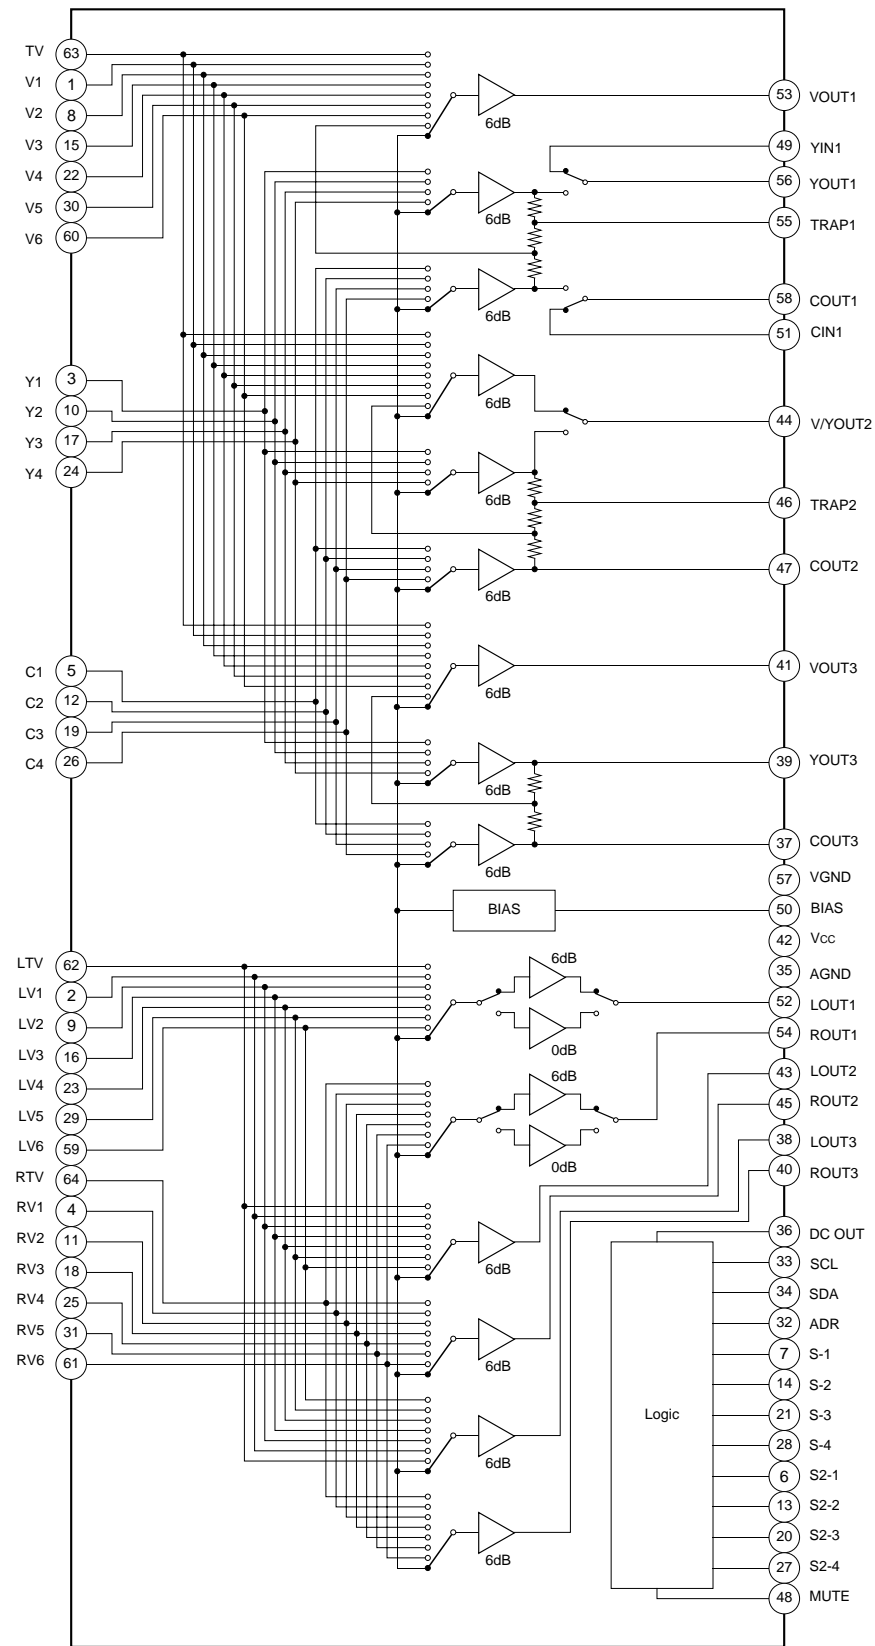 TV 63
V1 1
V2 8
V3 15
V4 22
V5 30
V6 60
Y1 3
Y2 10
Y3 17
Y4 24
C1 5
C2 12
C3 19
C4 26
LTV 62
LV1 2
LV2 9
LV3 16
LV4 23
LV5 29
LV6 59
RTV 64
RV1 4
RV2 11
RV3 18
RV4 25
RV5 31
RV6 61
6dB
6dB
6dB
6dB
6dB
6dB
6dB
6dB
6dB
BIAS
6dB
0dB
6dB
0dB
6dB
6dB
6dB
6dB
Logic
53 VOUT1
49 YIN1
56 YOUT1
55 TRAP1
58 COUT1
51 CIN1
44 V/YOUT2
46 TRAP2
47 COUT2
41 VOUT3
39 YOUT3
37 COUT3
57 VGND
50 BIAS
42 VCC
35 AGND
52 LOUT1
54 ROUT1
43 LOUT2
45 ROUT2
38 LOUT3
40 ROUT3
36 DC OUT
33 SCL
34 SDA
32 ADR
7 S-1
14 S-2
21 S-3
28 S-4
6 S2-1
13 S2-2
20 S2-3
27 S2-4
48 MUTE